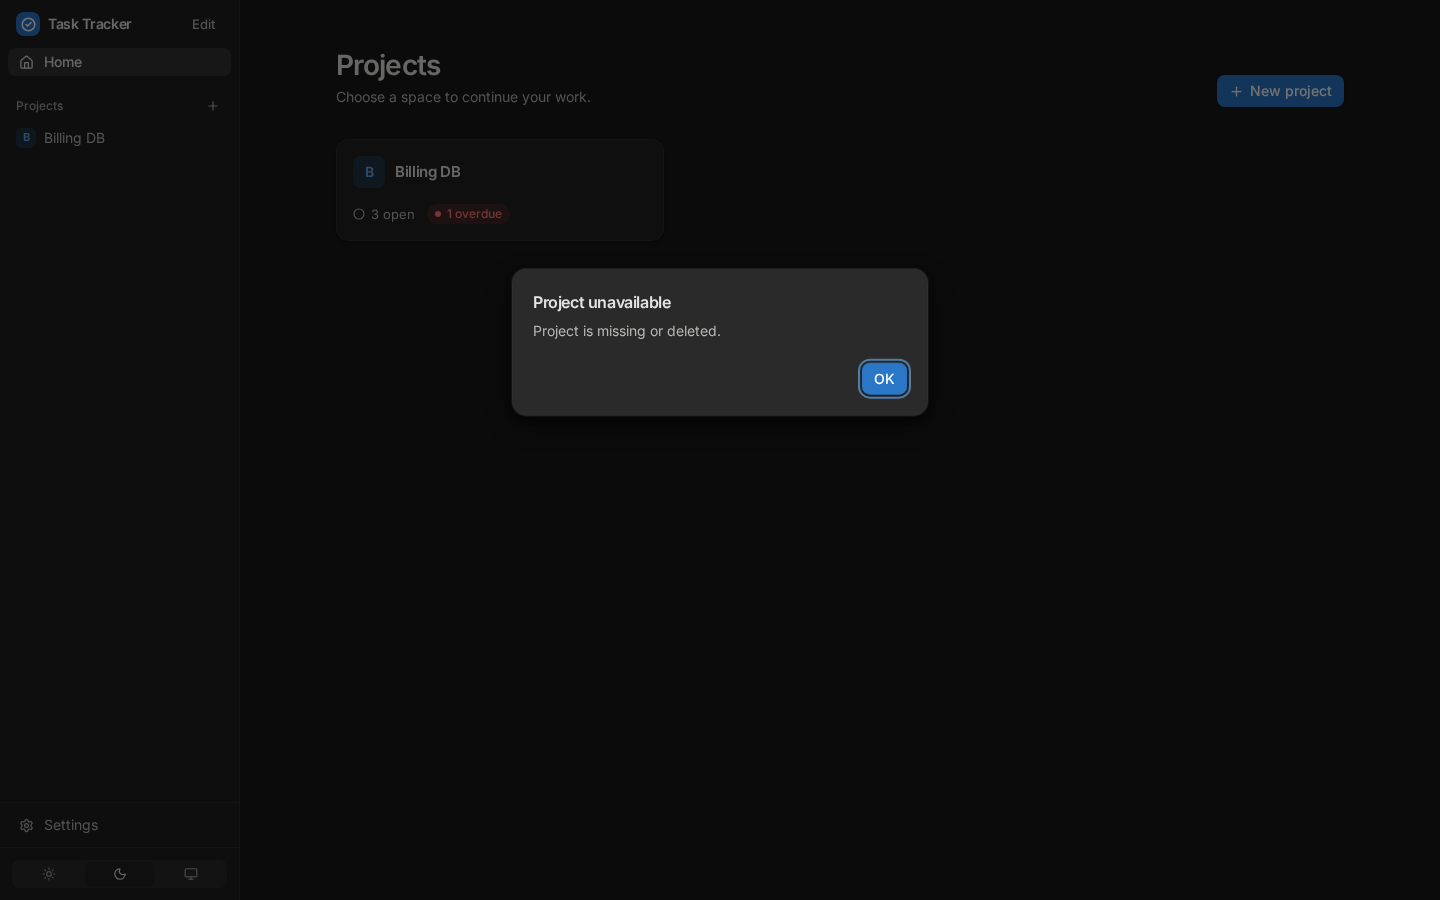 Task Tracker
Edit
Home
Projects
B Billing DB
Settings
Projects
Choose a space to continue your work.
New project
B Billing DB
3 open
1 overdue
Project unavailable
Project is missing or deleted.
OK